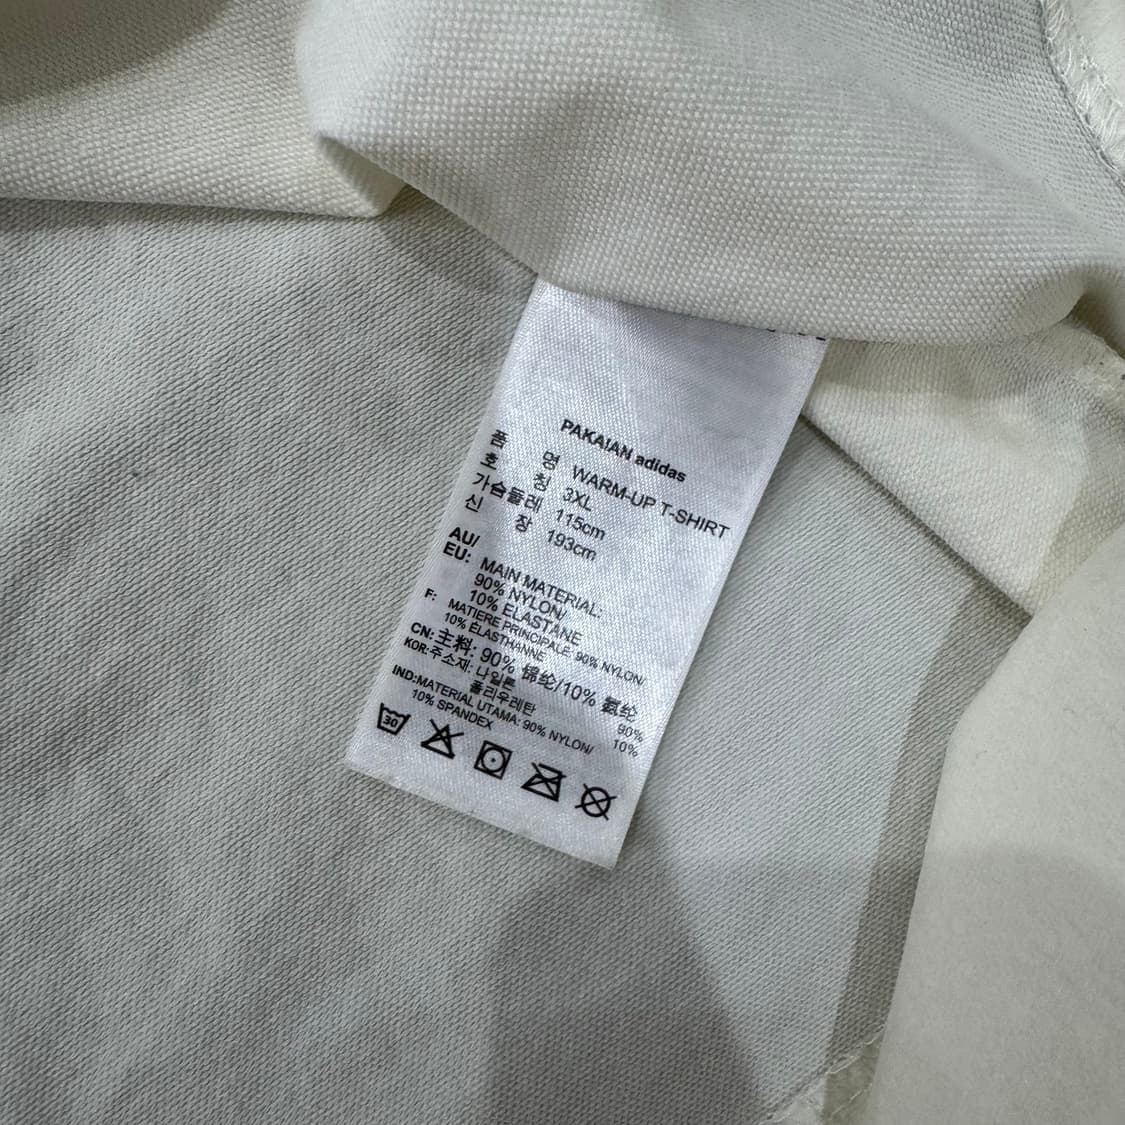 PAKAIAN adidas
품 명 WARM-UP T-SHIRT
호 칭 3XL
가슴둘레 115cm
신 장 193cm
AU/
EU: MAIN MATERIAL:
90% NYLON/
10% ELASTANE
F: MATIERE PRINCIPALE: 90% NYLON/
10% ÉLASTHANNE
CN: 主料: 90% 锦纶/10% 氨纶
KOR: 주소재: 나일론 90%
폴리우레탄 10%
IND:MATERIAL UTAMA: 90% NYLON/
10% SPANDEX
30